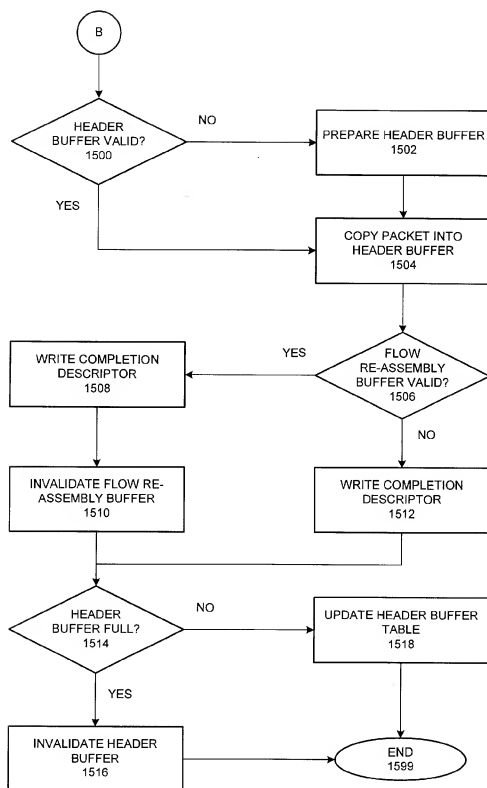 B
HEADER
BUFFER VALID?
1500
NO
PREPARE HEADER BUFFER
1502
YES
COPY PACKET INTO
HEADER BUFFER
1504
FLOW
RE-ASSEMBLY
BUFFER VALID?
1506
YES
WRITE COMPLETION
DESCRIPTOR
1508
NO
INVALIDATE FLOW RE-
ASSEMBLY BUFFER
1510
WRITE COMPLETION
DESCRIPTOR
1512
HEADER
BUFFER FULL?
1514
NO
UPDATE HEADER BUFFER
TABLE
1518
YES
INVALIDATE HEADER
BUFFER
1516
END
1599